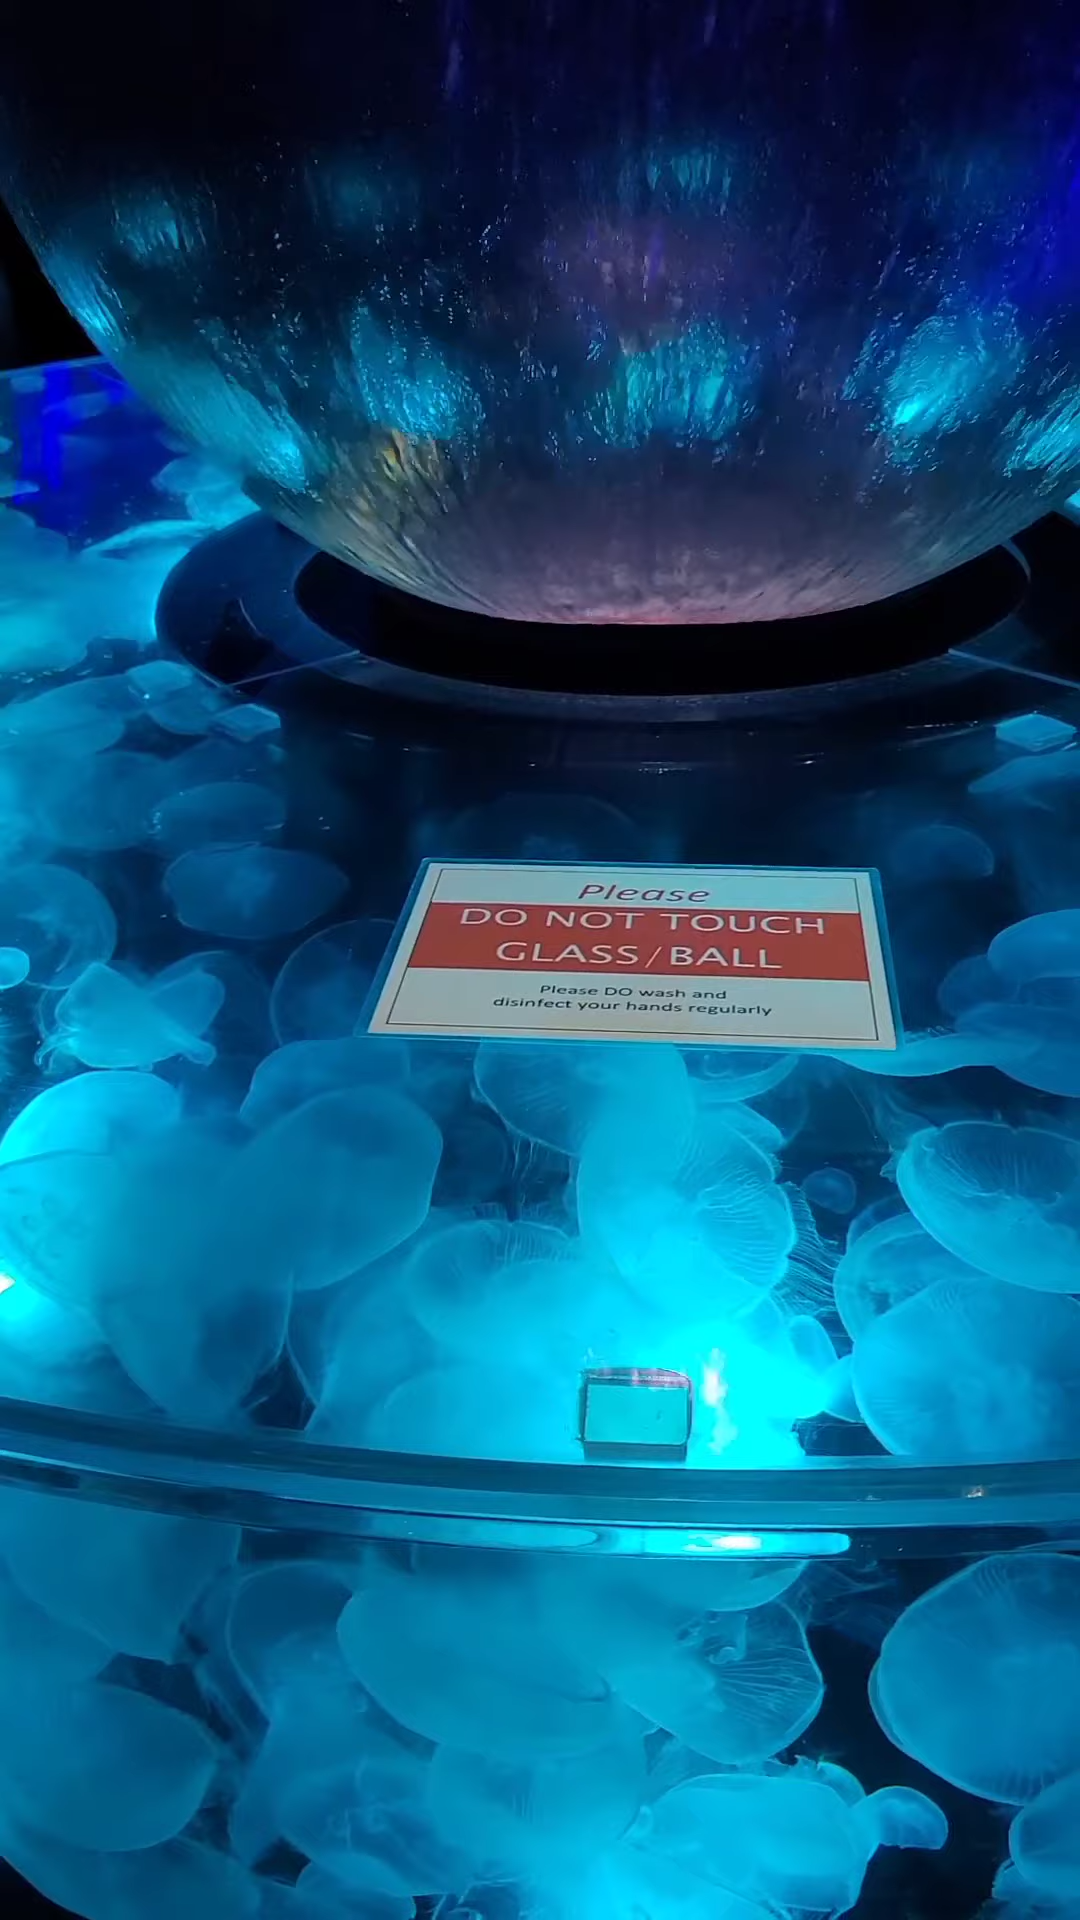 Please
DO NOT TOUCH
GLASS/BALL
Please DO wash and
disinfect your hands regularly